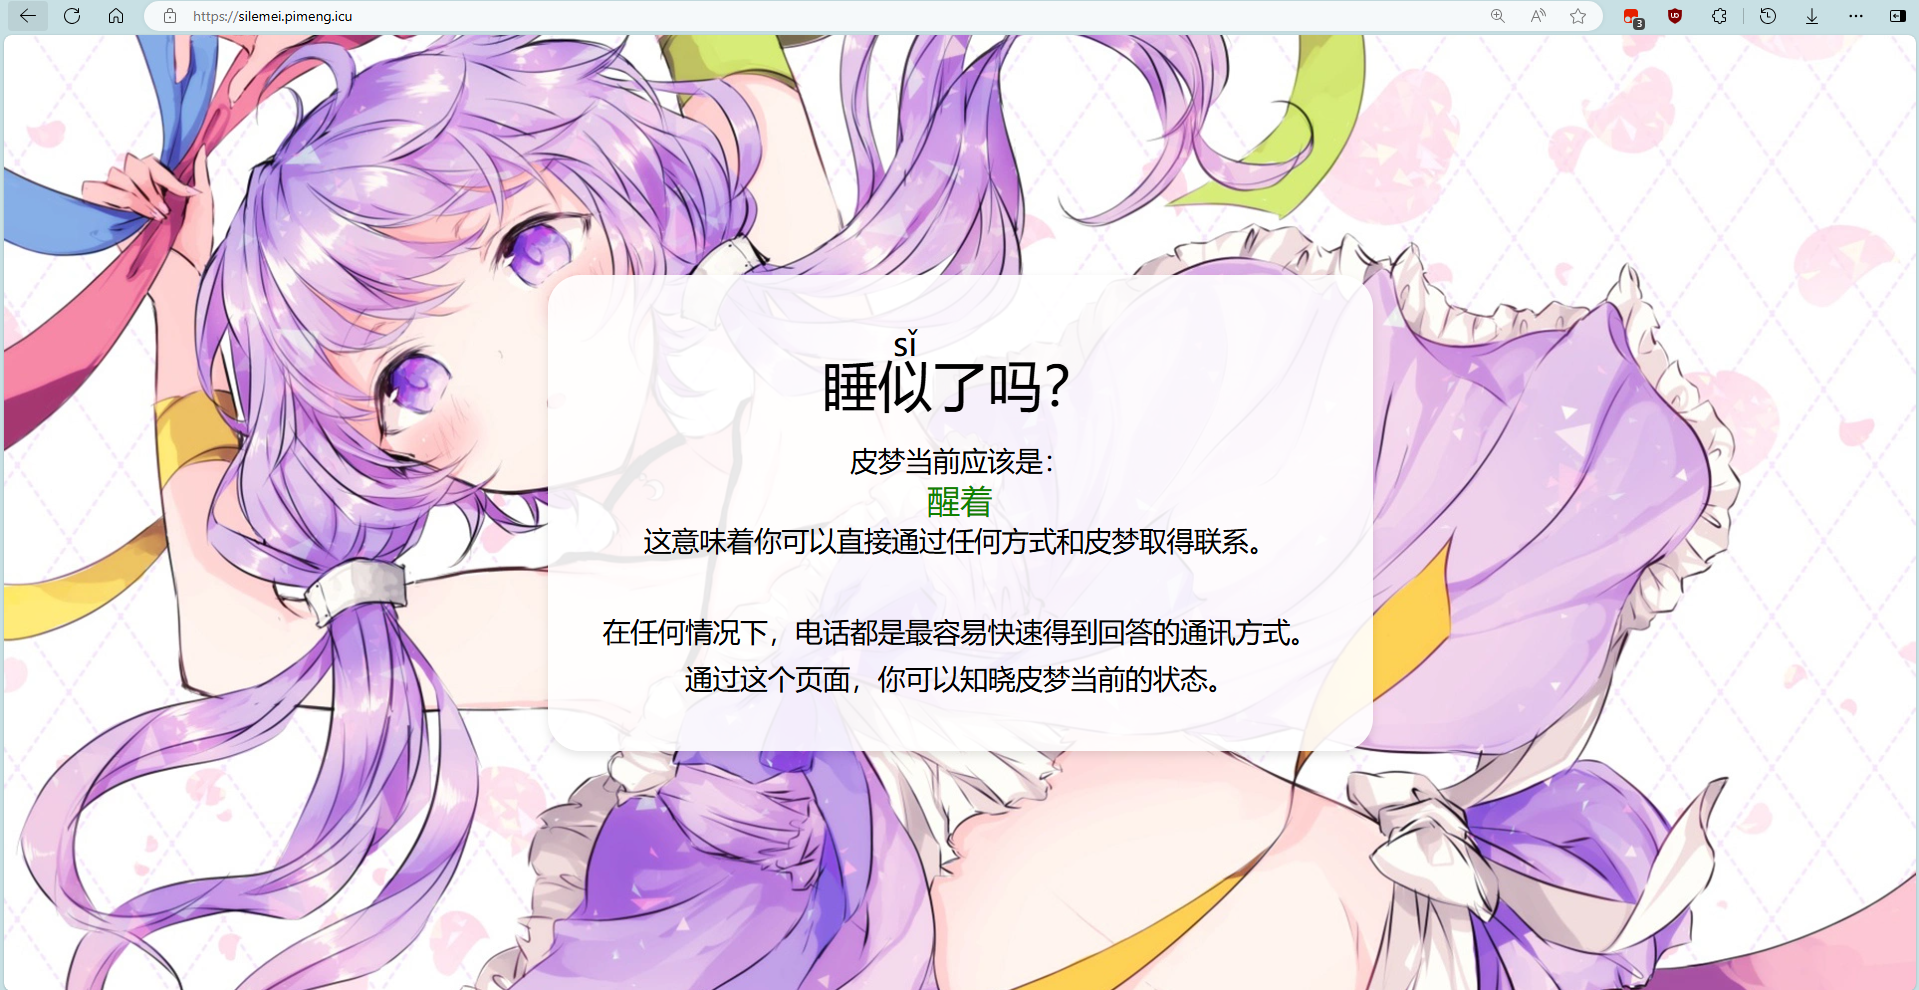 https://silemei.pimeng.icu
3
sǐ
睡似了吗？
皮梦当前应该是：
醒着
这意味着你可以直接通过任何方式和皮梦取得联系。
在任何情况下，电话都是最容易快速得到回答的通讯方式。
通过这个页面，你可以知晓皮梦当前的状态。